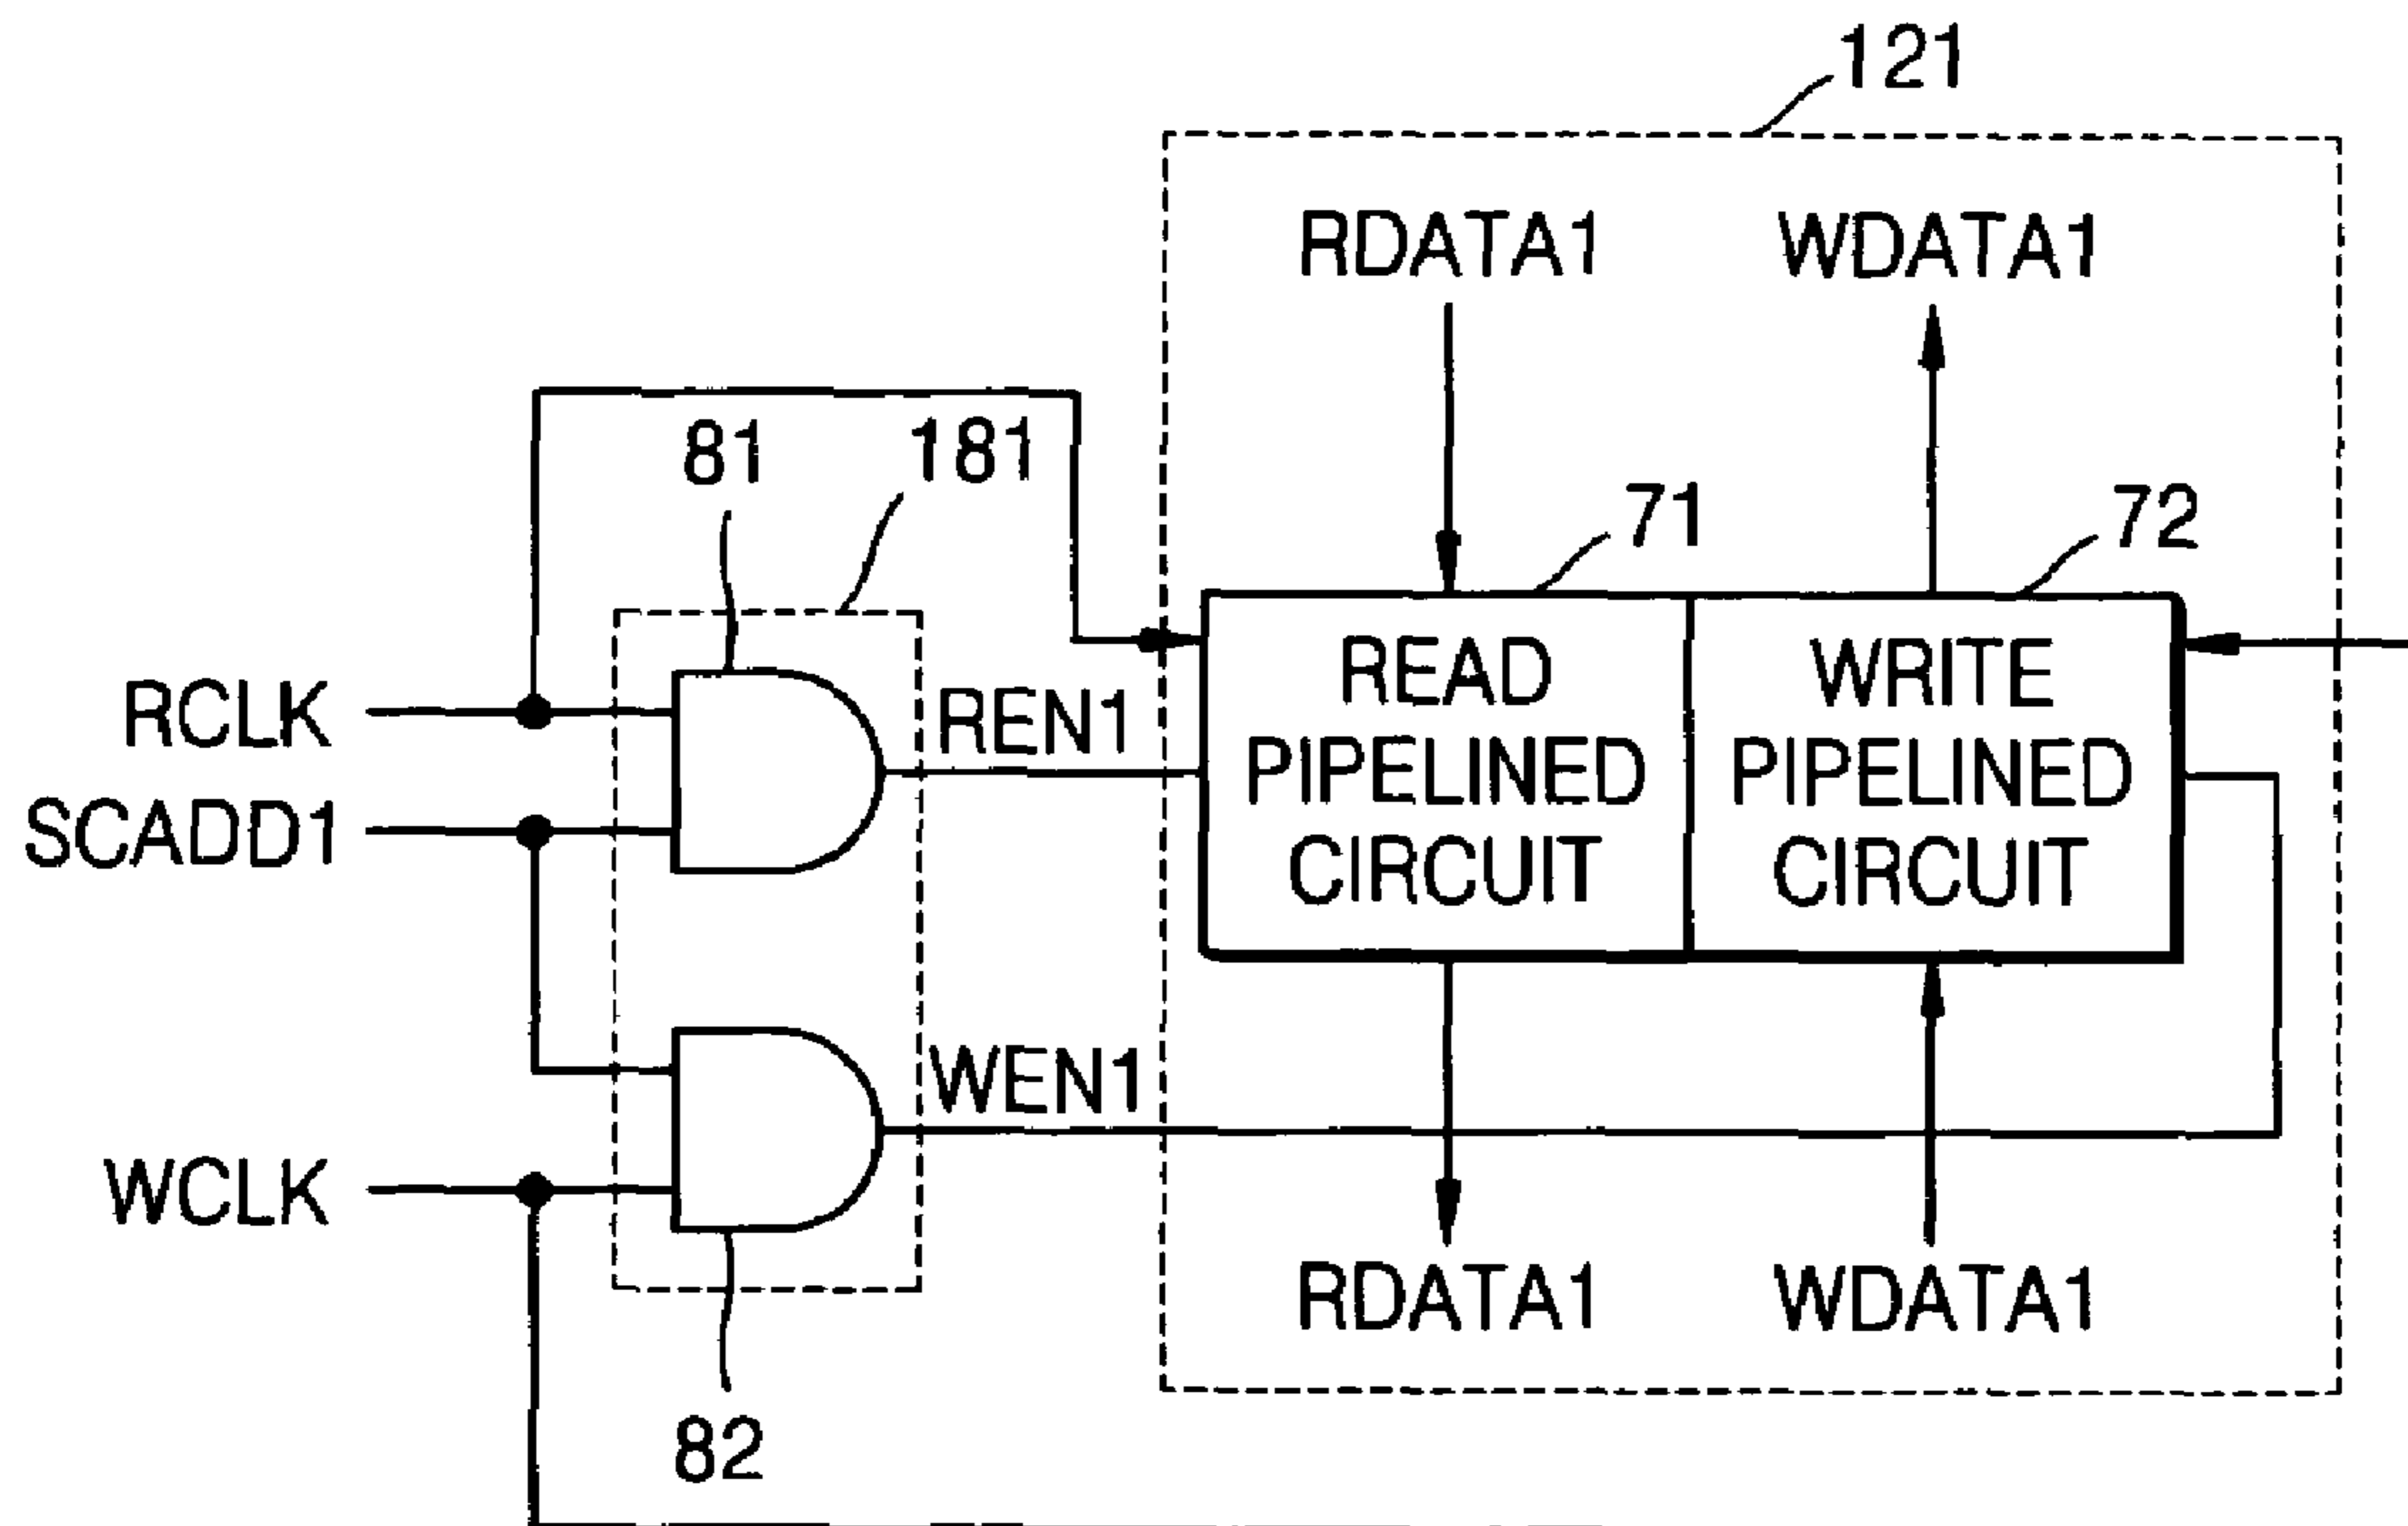 121
RDATA1
WDATA1
81
181
71
72
RCLK
REN1
READ
PIPELINED
CIRCUIT
WRITE
PIPELINED
CIRCUIT
SCADD1
WEN1
WCLK
RDATA1
WDATA1
82